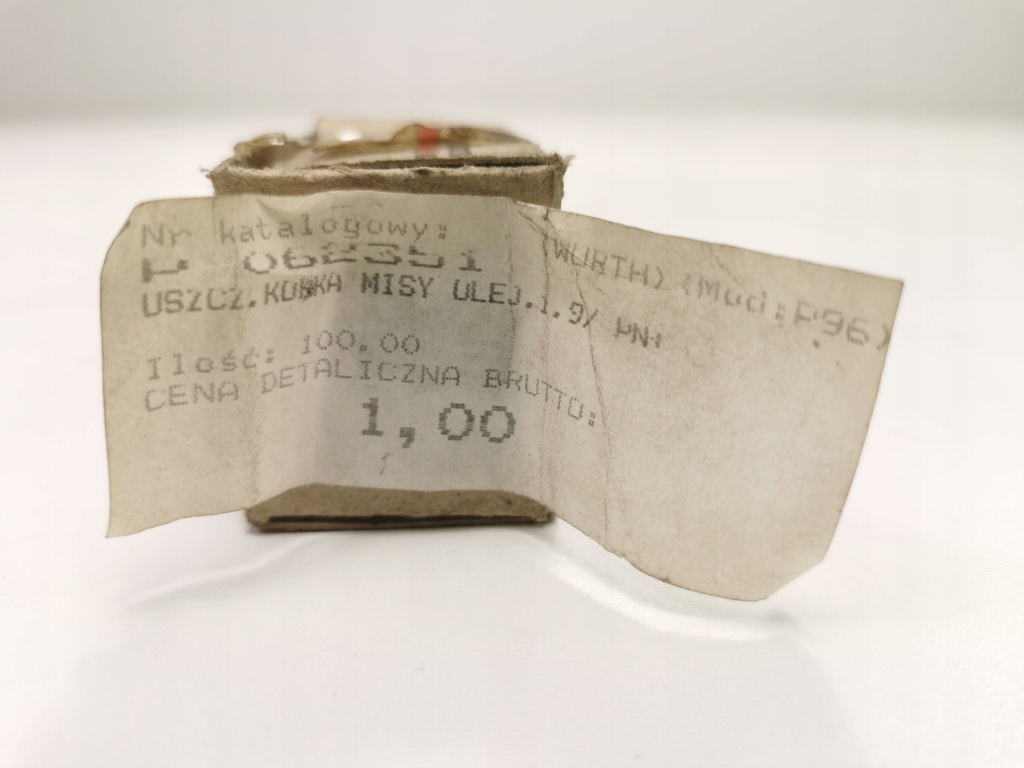 Nr katalogowy: (WURTH) (Mod:P96)
P 062351
USZCZ.KORKA MISY OLEJ.1.9/ PN:
Ilość: 100.00
CENA DETALICZNA BRUTTO:
1,00